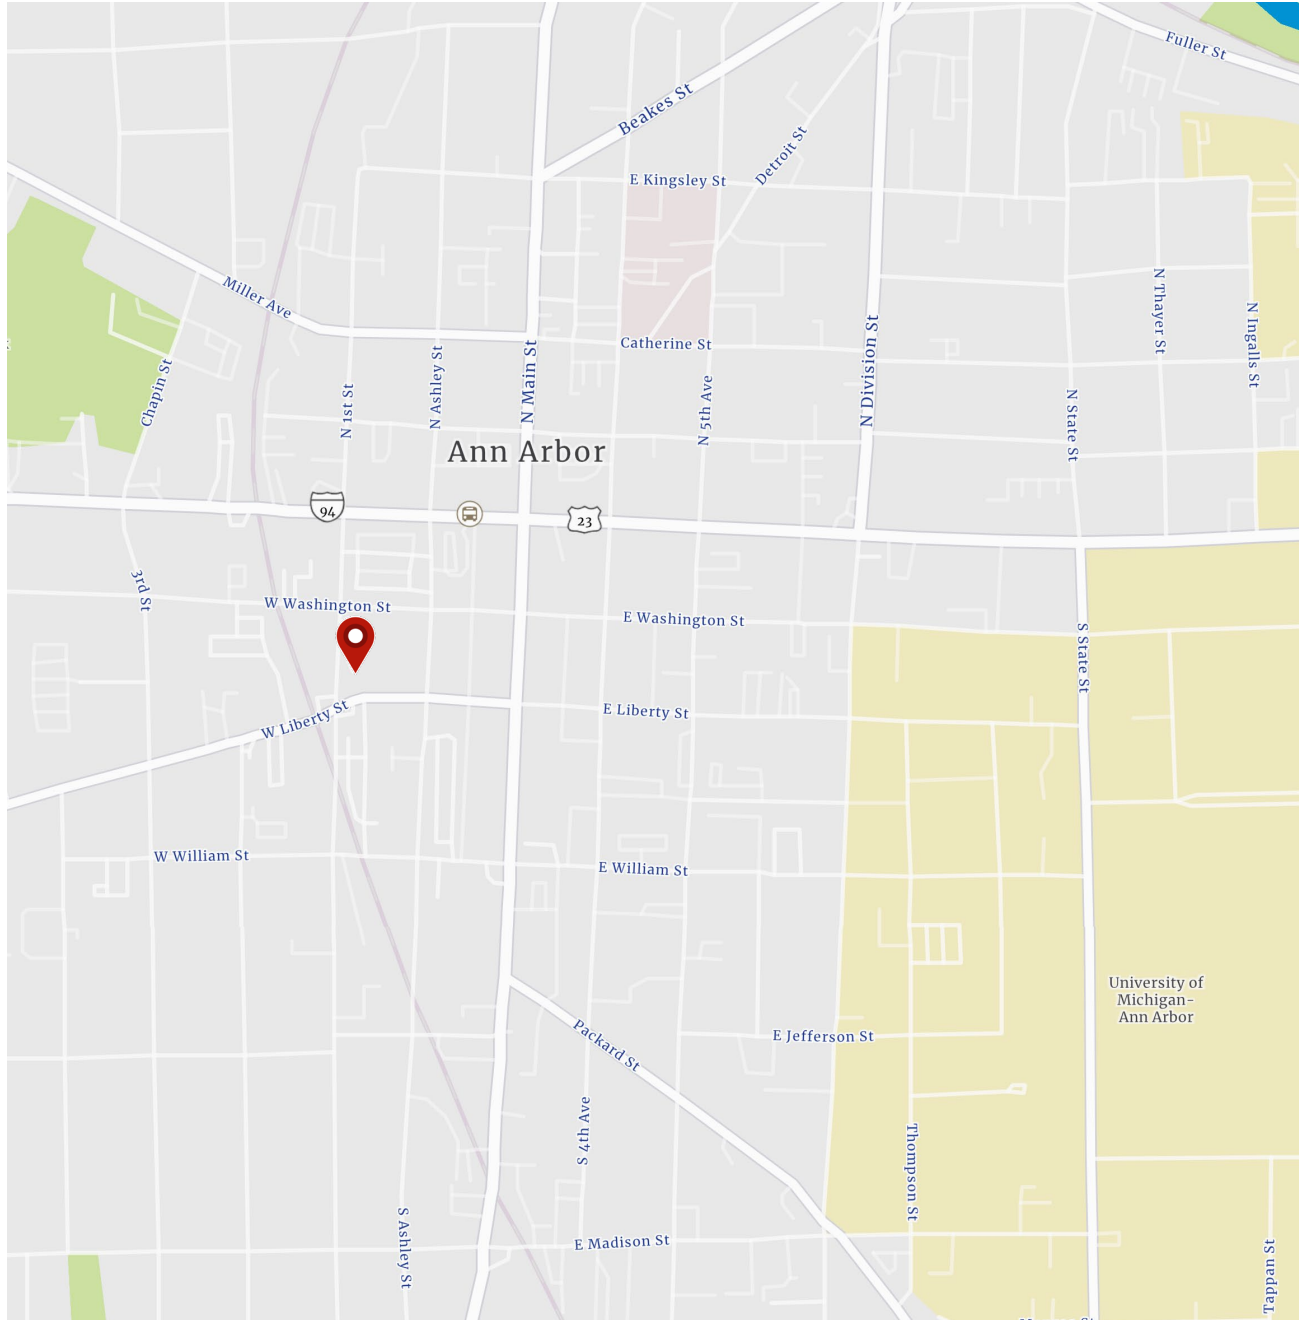 Fuller St
Beakes St
Detroit St
E Kingsley St
Miller Ave
N Thayer St
N Ingalls St
Catherine St
N Division St
N Main St
N Ashley St
N 1st St
Chapin St
N 5th Ave
N State St
Ann Arbor
94
23
3rd St
W Washington St
E Washington St
S State St
W Liberty St
E Liberty St
W William St
E William St
University of
Michigan-
Ann Arbor
Packard St
E Jefferson St
S 4th Ave
Thompson St
S Ashley St
E Madison St
Tappan St